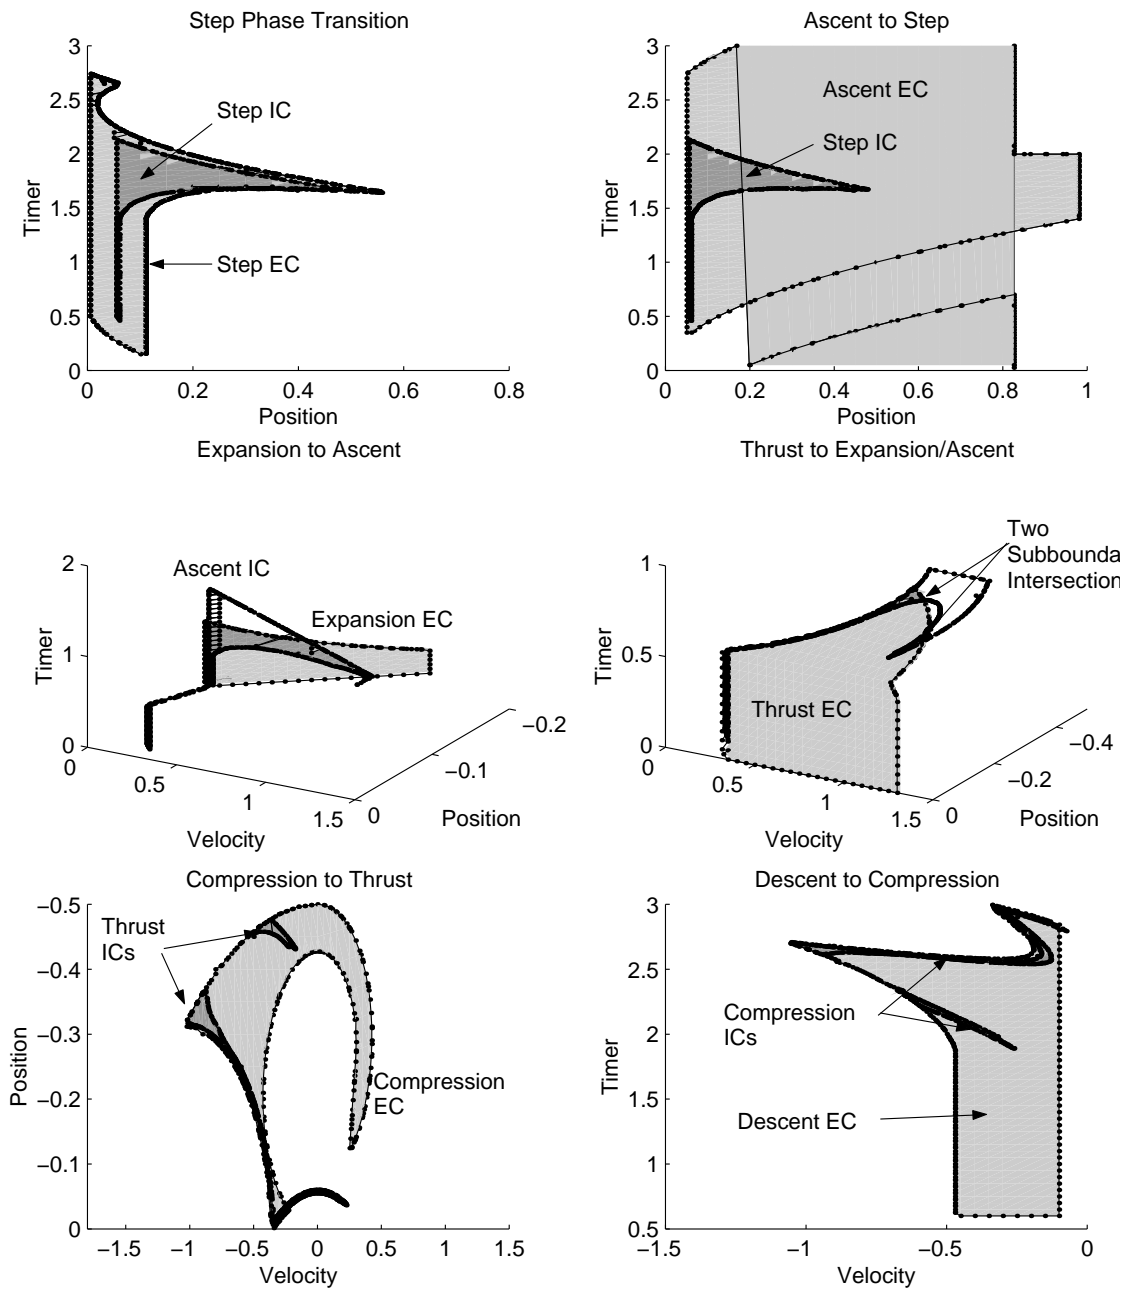 Step Phase Transition
3
2.5
2
1.5
1
0.5
0
Timer
Step IC
Step EC
0
0.2
0.4
0.6
0.8
Position
Ascent to Step
3
2.5
2
1.5
1
0.5
0
Timer
Ascent EC
Step IC
0
0.2
0.4
0.6
0.8
1
Position
Expansion to Ascent
2
1
0
Timer
Ascent IC
Expansion EC
0
0.5
1
1.5
Velocity
0
−0.1
−0.2
Position
Thrust to Expansion/Ascent
1
0.5
0
Timer
Two
Subbounda
Intersection
Thrust EC
0
0.5
1
1.5
Velocity
0
−0.2
−0.4
Position
Compression to Thrust
−0.5
−0.4
−0.3
−0.2
−0.1
0
Position
Thrust
ICs
Compression
EC
−1.5
−1
−0.5
0
0.5
1
1.5
Velocity
Descent to Compression
3
2.5
2
1.5
1
0.5
Timer
Compression
ICs
Descent EC
−1.5
−1
−0.5
0
Velocity